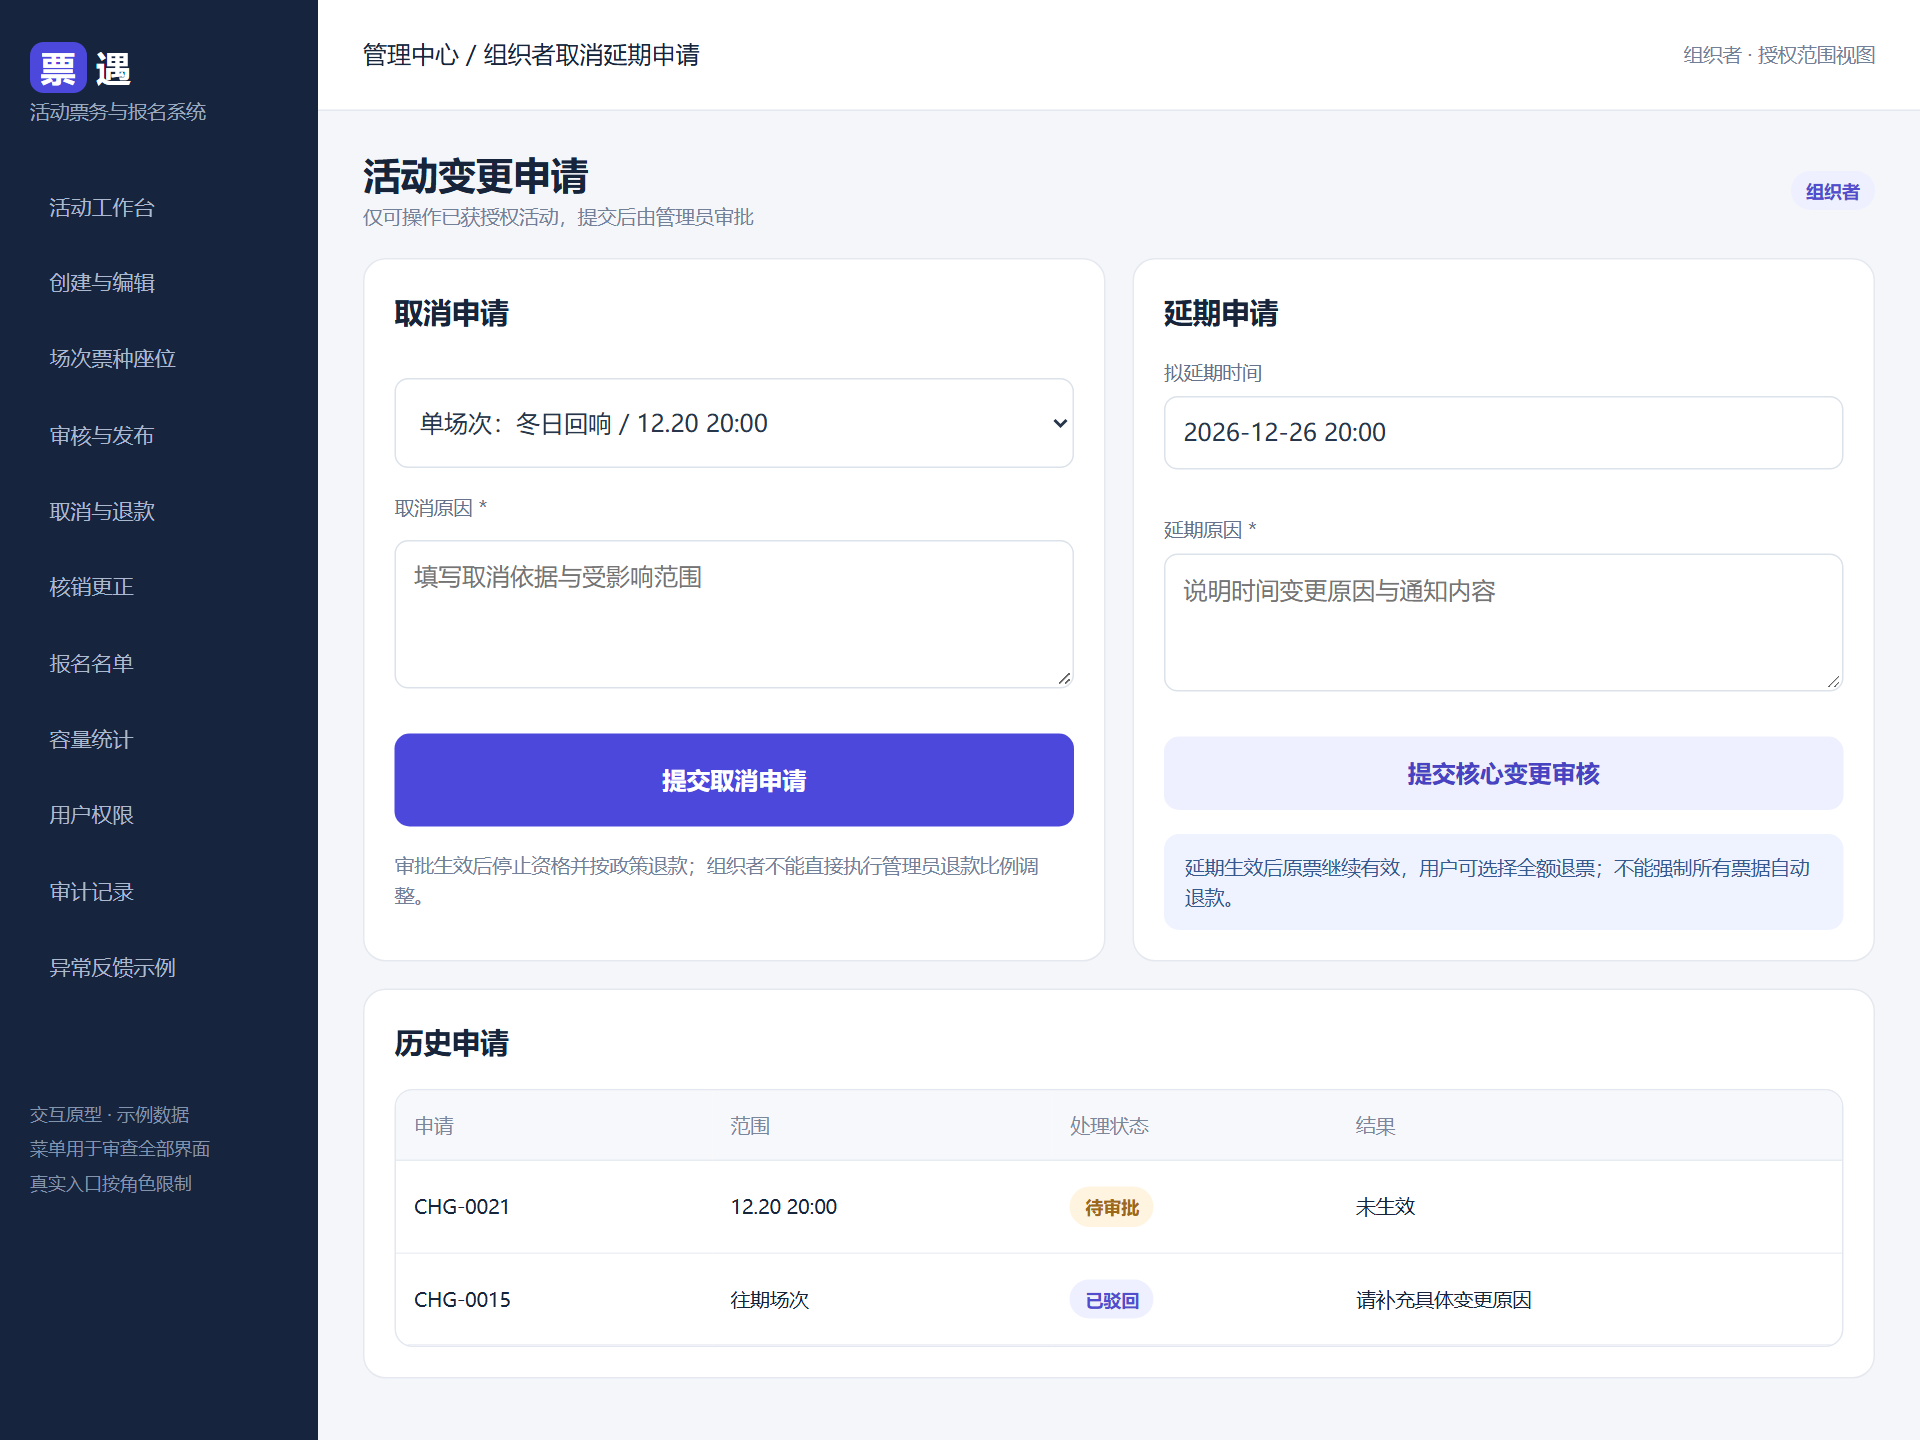 票 遇
活动票务与报名系统
活动工作台
创建与编辑
场次票种座位
审核与发布
取消与退款
核销更正
报名名单
容量统计
用户权限
审计记录
异常反馈示例
交互原型 · 示例数据
菜单用于审查全部界面
真实入口按角色限制
管理中心 / 组织者取消延期申请
组织者 · 授权范围视图
活动变更申请
仅可操作已获授权活动，提交后由管理员审批
组织者
取消申请
单场次：冬日回响 / 12.20 20:00
取消原因 *
填写取消依据与受影响范围
提交取消申请
审批生效后停止资格并按政策退款；组织者不能直接执行管理员退款比例调
整。
延期申请
拟延期时间
2026-12-26 20:00
延期原因 *
说明时间变更原因与通知内容
提交核心变更审核
延期生效后原票继续有效，用户可选择全额退票；不能强制所有票据自动
退款。
历史申请
申请 范围 处理状态 结果
CHG-0021 12.20 20:00 待审批 未生效
CHG-0015 往期场次 已驳回 请补充具体变更原因